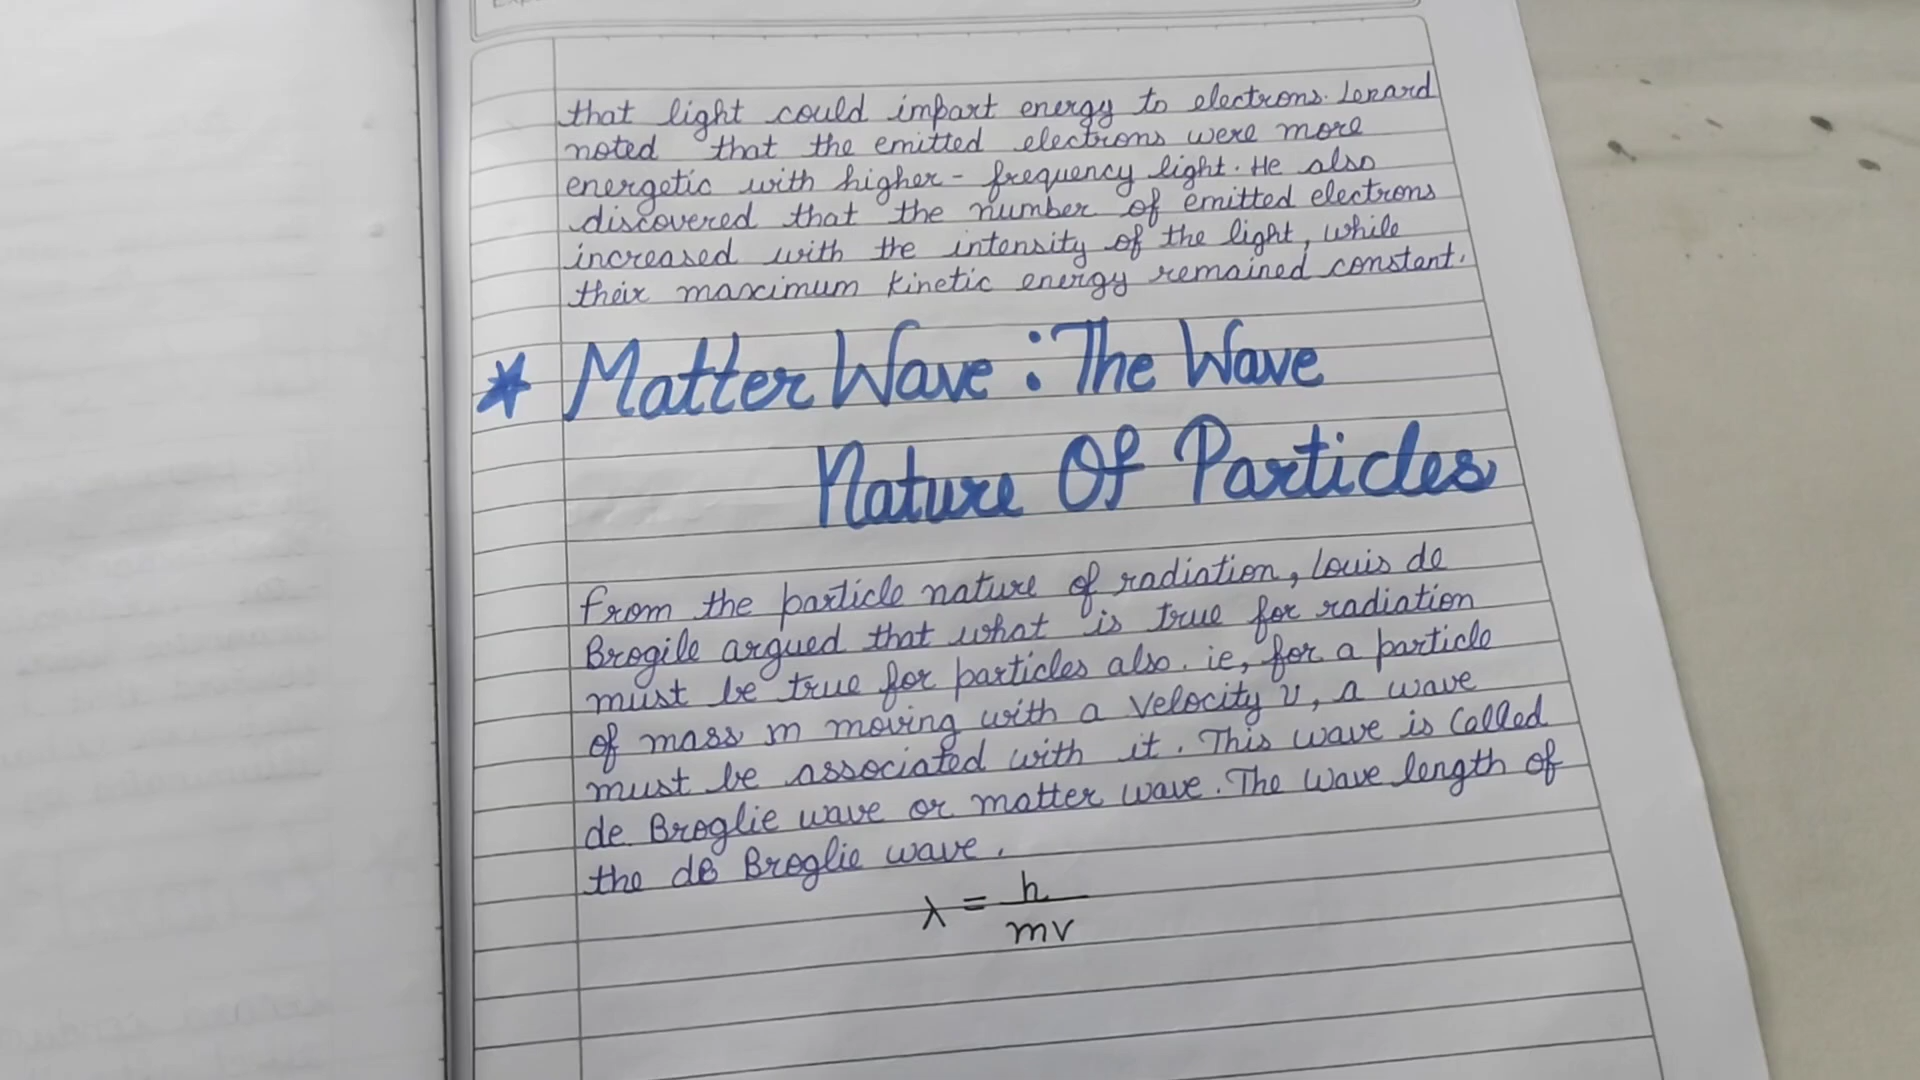 that light could impart energy to electrons. Lenard
noted that the emitted electrons were more
energetic with higher - frequency light. He also
discovered that the number of emitted electrons
increased with the intensity of the light, while
their maximum kinetic energy remained constant.
* Matter Wave : The Wave
Nature Of Particles
From the particle nature of radiation, Louis de
Brogile argued that what is true for radiation
must be true for particles also. ie, for a particle
of mass m moving with a velocity v, a wave
must be associated with it. This wave is called
de Broglie wave or matter wave. The wave length of
the de Broglie wave.
λ = h
mv